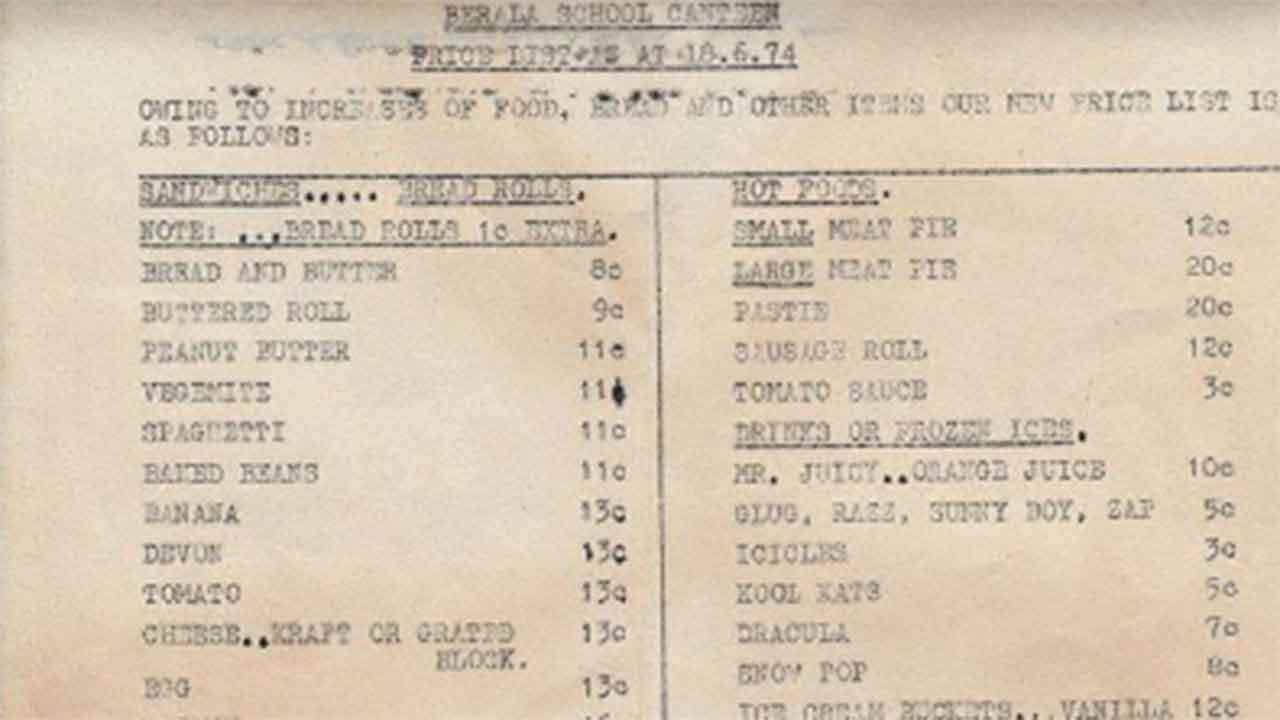 BERALA SCHOOL CANTEEN
PRICE LIST AS AT 18.6.74
OWING TO INCREASES OF FOOD, BREAD AND OTHER ITEMS OUR NEW PRICE LIST IS
AS FOLLOWS:
SANDWICHES..... BREAD ROLLS.
NOTE: ...BREAD ROLLS 1c EXTRA.
BREAD AND BUTTER 8c
BUTTERED ROLL 9c
PEANUT BUTTER 11c
VEGEMITE 11
SPAGHETTI 11c
BAKED BEANS 11c
BANANA 13c
DEVON 13c
TOMATO 13c
CHEESE..KRAFT OR GRATED 13c
BLOCK.
EGG 13c
HOT FOODS.
SMALL MEAT PIE 12c
LARGE MEAT PIE 20c
PASTIE 20c
SAUSAGE ROLL 12c
TOMATO SAUCE 3c
DRINKS OR FROZEN ICES.
MR. JUICY..ORANGE JUICE 10c
GLUG, RAZZ, SUNNY BOY, ZAP 5c
ICICLES 3c
KOOL KATS 5c
DRACULA 7c
SNOW POP 8c
ICE CREAM BUCKETS...VANILLA 12c